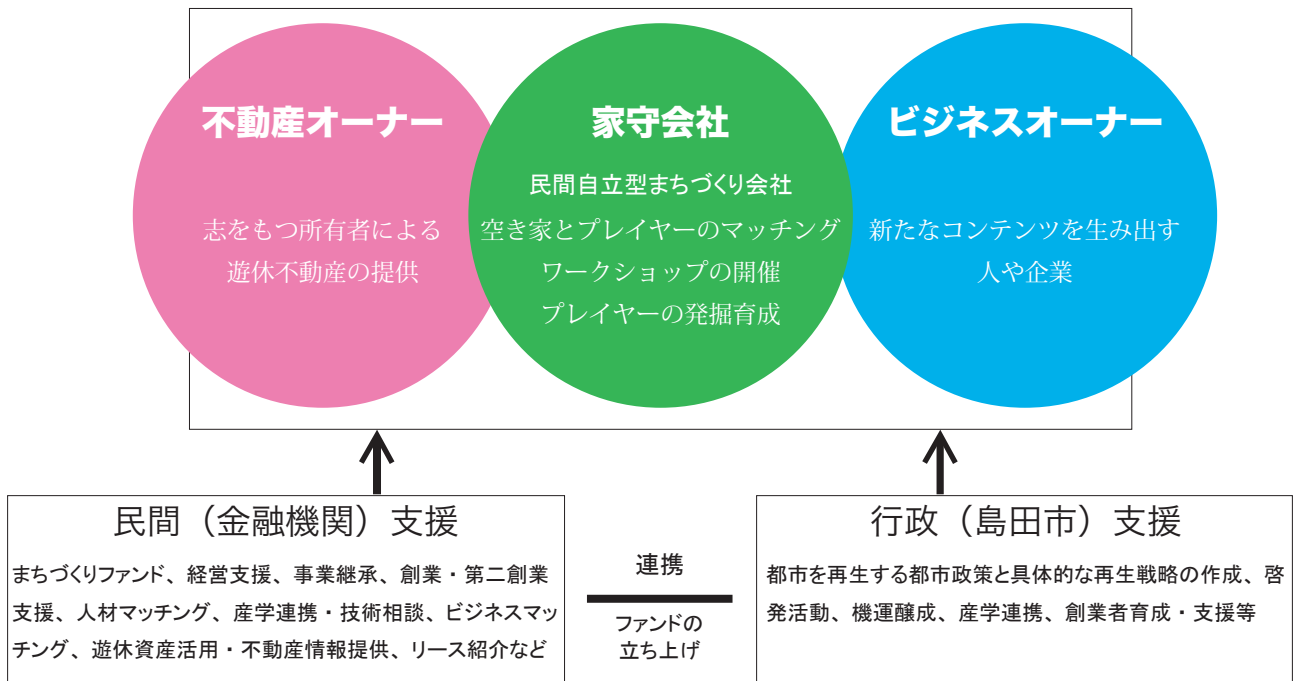 不動産オーナー
志をもつ所有者による
遊休不動産の提供
家守会社
民間自立型まちづくり会社
空き家とプレイヤーのマッチング
ワークショップの開催
プレイヤーの発掘育成
ビジネスオーナー
新たなコンテンツを生み出す
人や企業
民間（金融機関）支援
まちづくりファンド、経営支援、事業継承、創業・第二創業
支援、人材マッチング、産学連携・技術相談、ビジネスマッ
チング、遊休資産活用・不動産情報提供、リース紹介など
連携
ファンドの
立ち上げ
行政（島田市）支援
都市を再生する都市政策と具体的な再生戦略の作成、啓
発活動、機運醸成、産学連携、創業者育成・支援等